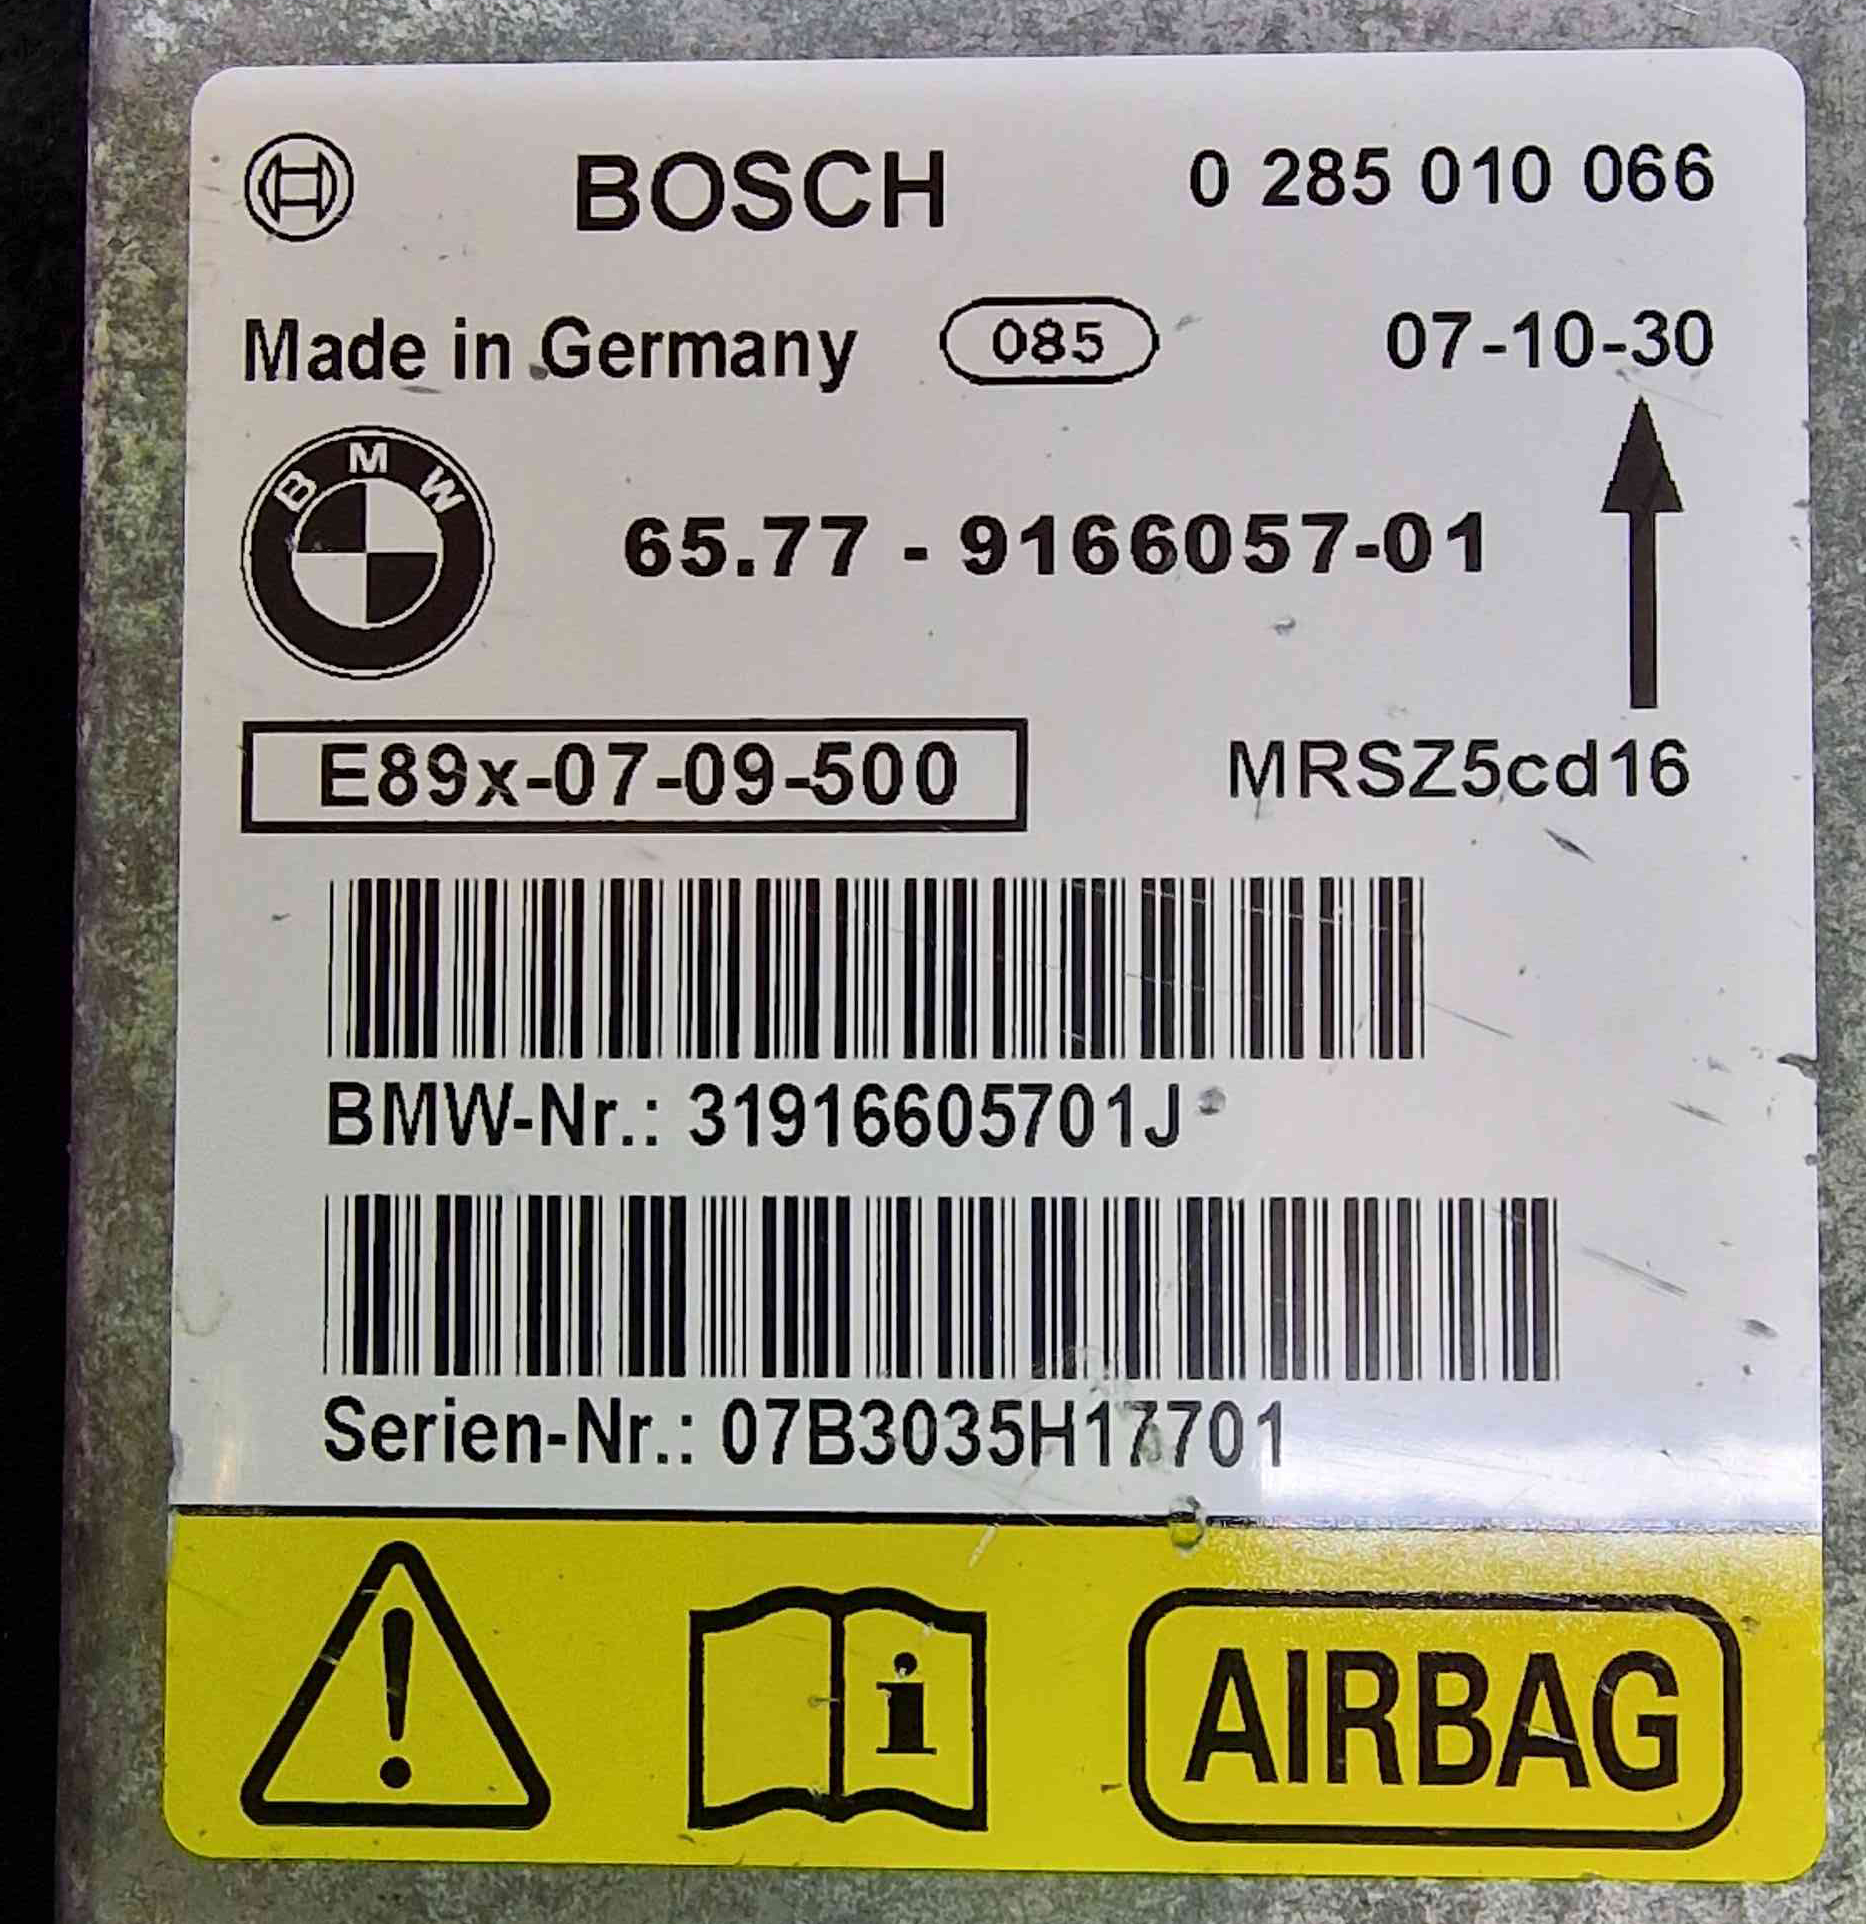 BOSCH 0 285 010 066
Made in Germany 085 07-10-30
BMW 65.77 - 9166057-01
E89x-07-09-500 MRSZ5cd16
BMW-Nr.: 31916605701J
Serien-Nr.: 07B3035H17701
i AIRBAG